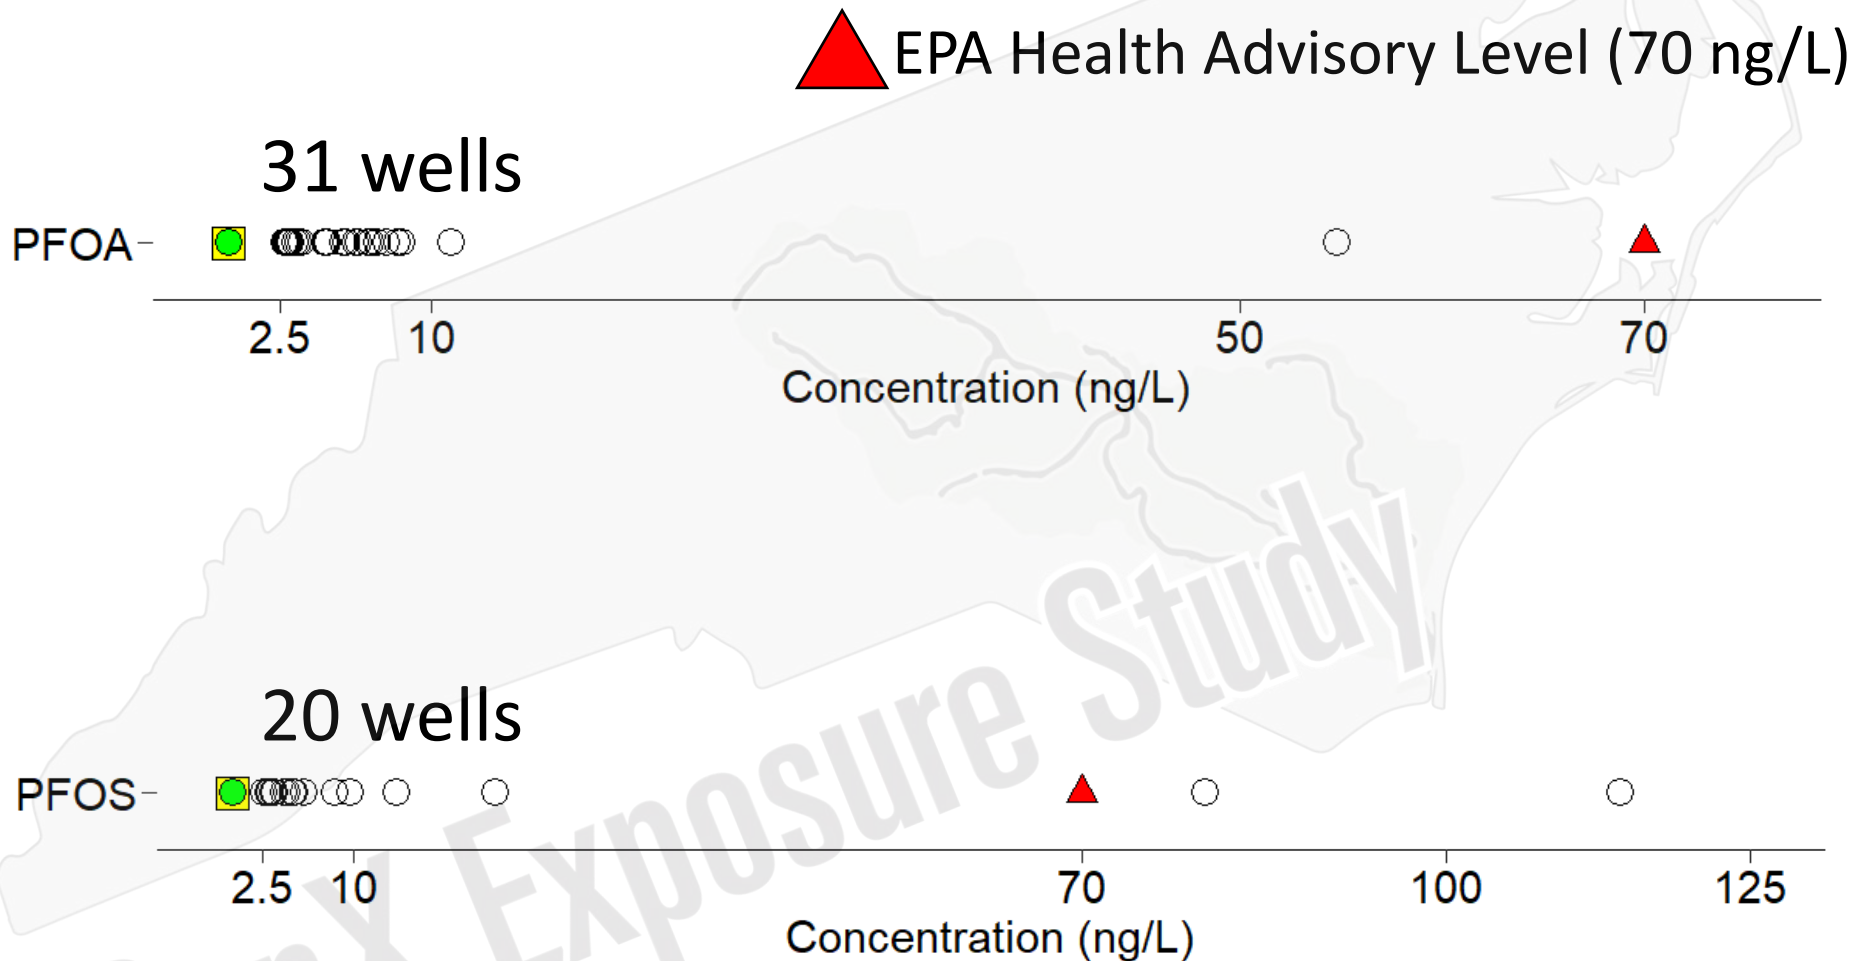 EPA Health Advisory Level (70 ng/L)
31 wells
PFOA
2.5 10 50 70
Concentration (ng/L)
20 wells
PFOS
2.5 10 70 100 125
Concentration (ng/L)
Exposure Study